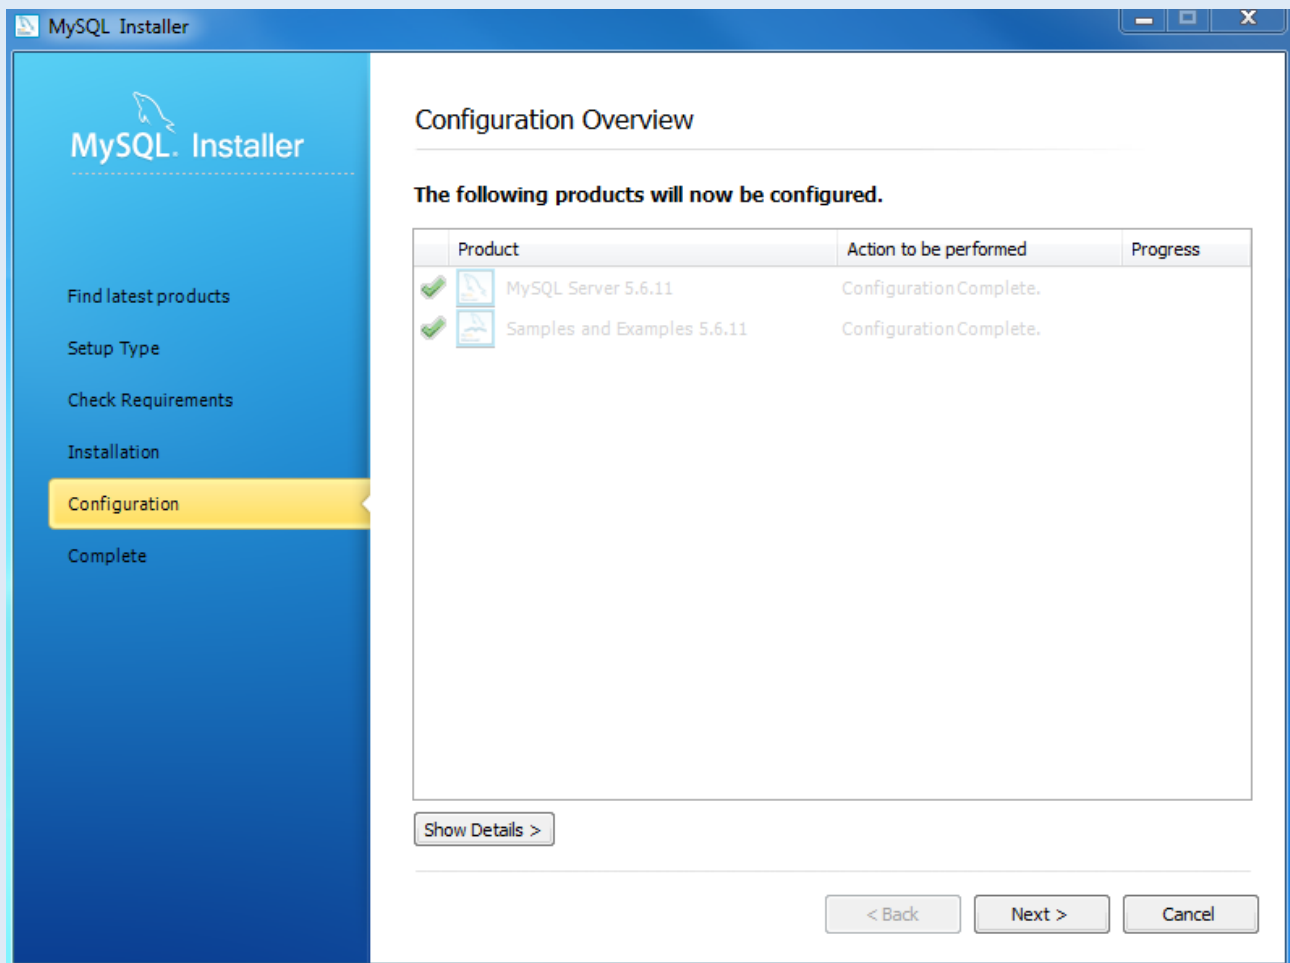 MySQL Installer
MySQL. Installer
Find latest products
Setup Type
Check Requirements
Installation
Configuration
Complete
Configuration Overview
The following products will now be configured.
Product Action to be performed Progress
MySQL Server 5.6.11 Configuration Complete.
Samples and Examples 5.6.11 Configuration Complete.
Show Details >
< Back Next > Cancel